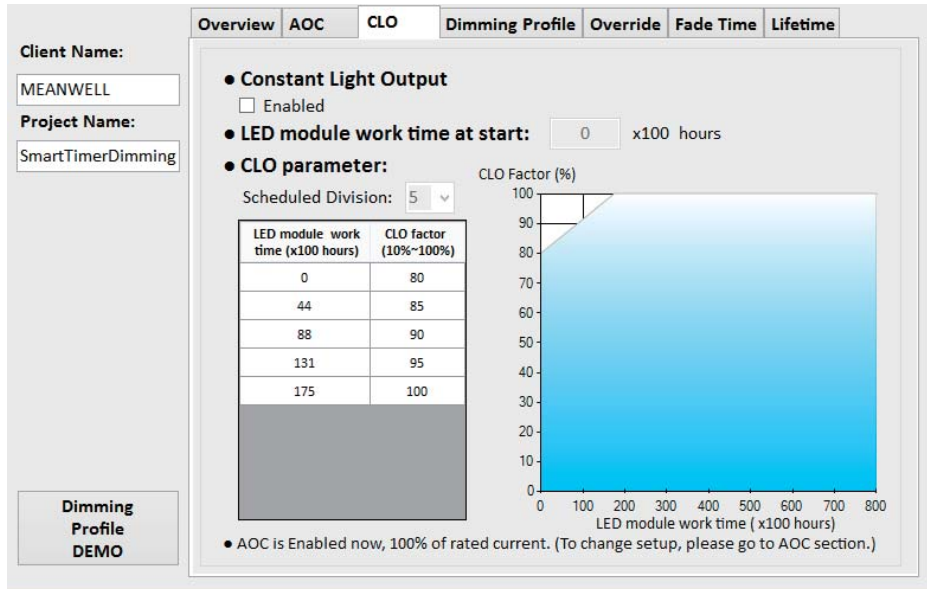 Overview AOC CLO Dimming Profile Override Fade Time Lifetime
Client Name:
MEANWELL
Project Name:
SmartTimerDimming
Dimming
Profile
DEMO
● Constant Light Output
Enabled
● LED module work time at start: 0 x100 hours
● CLO parameter:
Scheduled Division: 5
LED module work CLO factor
time (x100 hours) (10%~100%)
0 80
44 85
88 90
131 95
175 100
CLO Factor (%)
100
90
80
70
60
50
40
30
20
10
0
0 100 200 300 400 500 600 700 800
LED module work time ( x100 hours)
● AOC is Enabled now, 100% of rated current. (To change setup, please go to AOC section.)